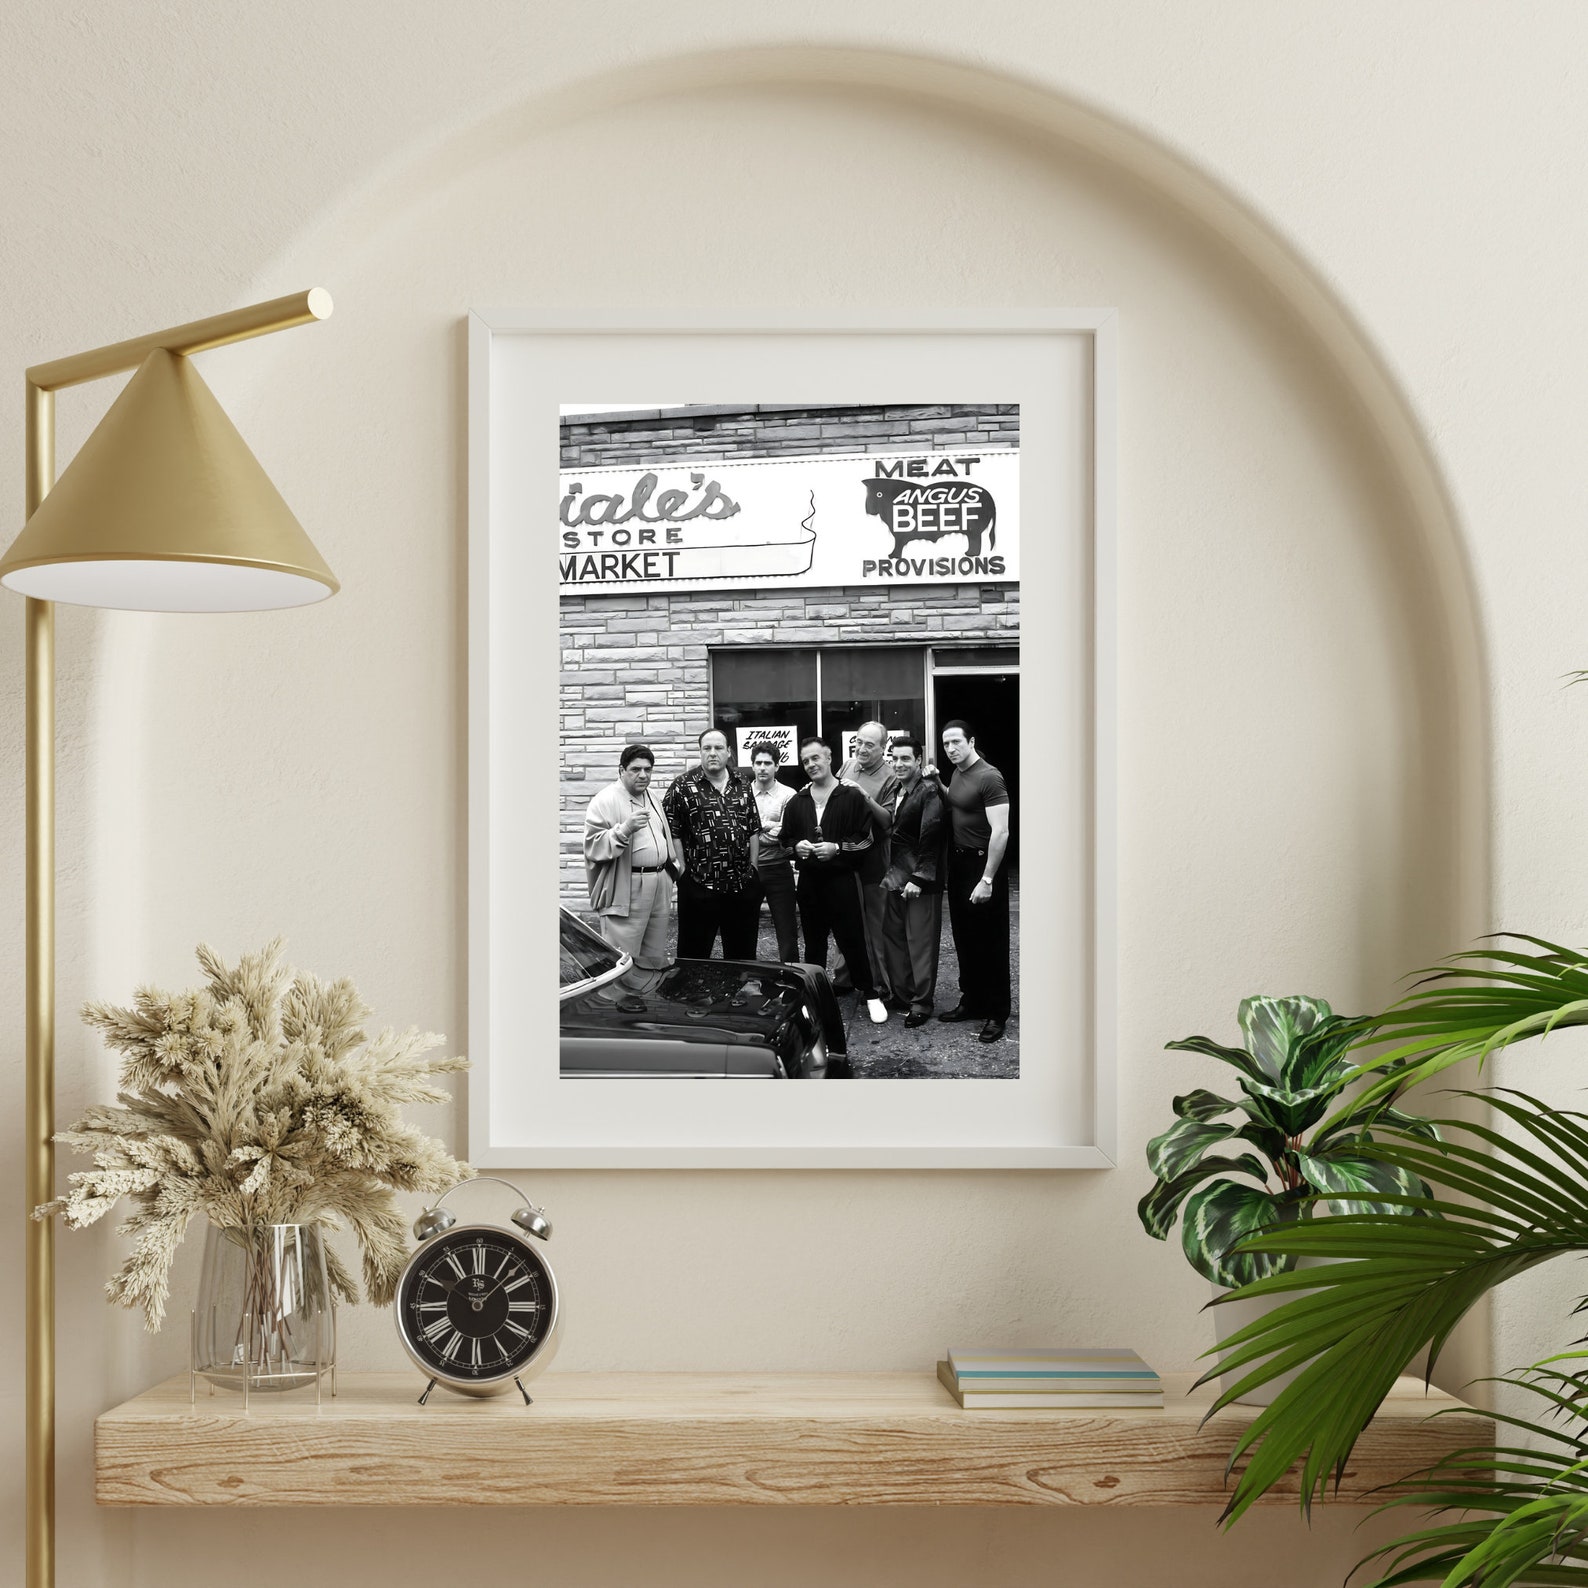 iale's
STORE
MARKET
MEAT
ANGUS
BEEF
PROVISIONS
ITALIAN